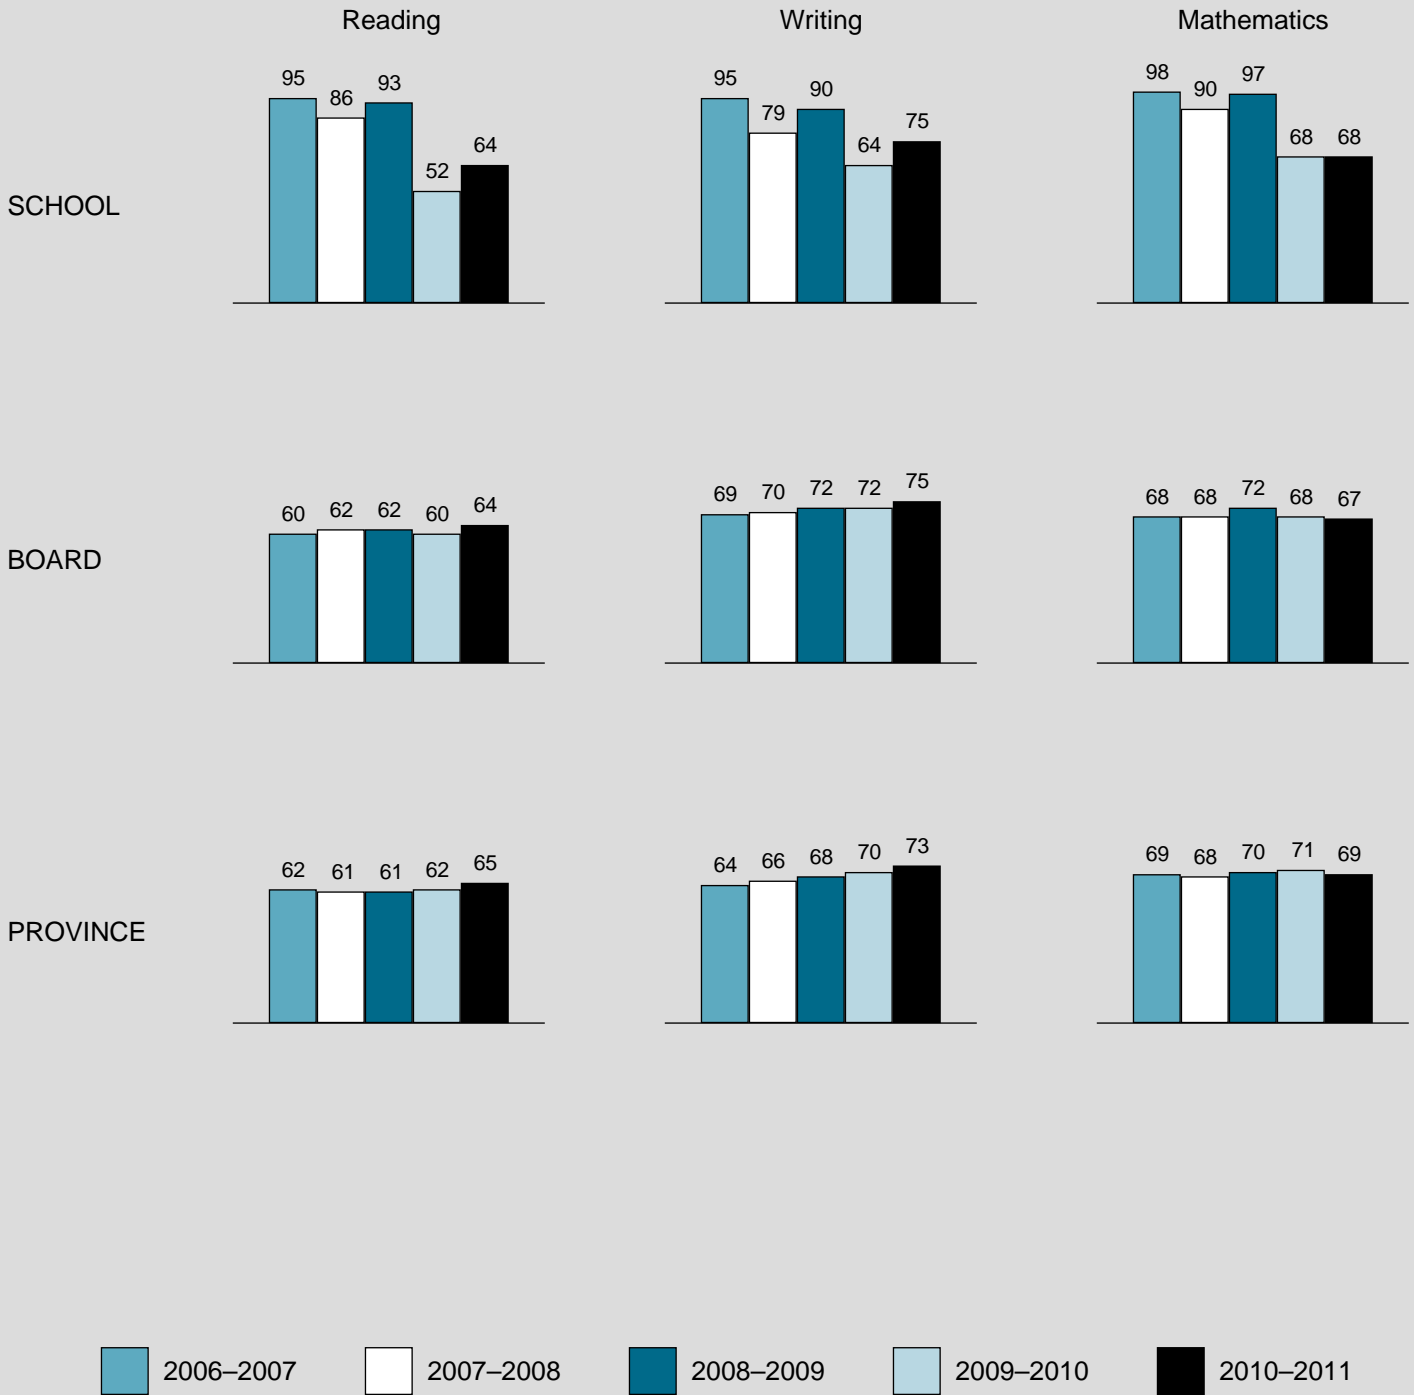 Reading Writing Mathematics
SCHOOL
95 86 93 52 64
95 79 90 64 75
98 90 97 68 68
BOARD
60 62 62 60 64
69 70 72 72 75
68 68 72 68 67
PROVINCE
62 61 61 62 65
64 66 68 70 73
69 68 70 71 69
2006–2007 2007–2008 2008–2009 2009–2010 2010–2011